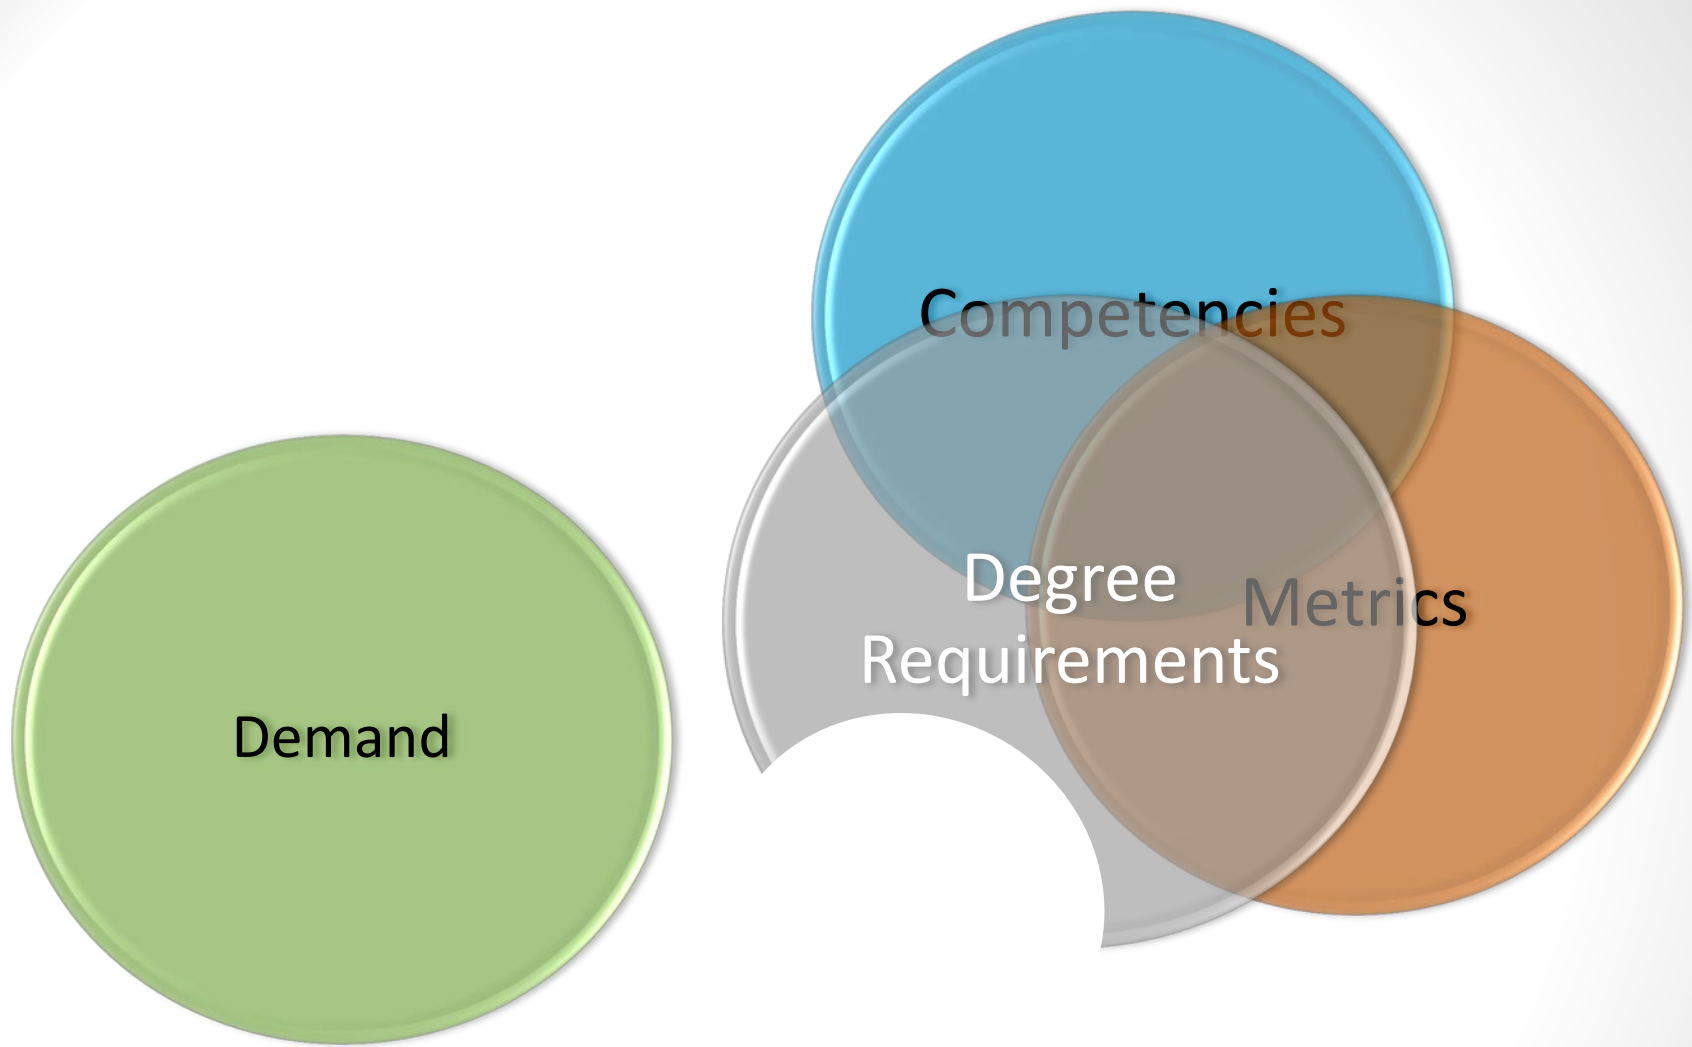 Competencies
Degree
Requirements
Metrics
Demand